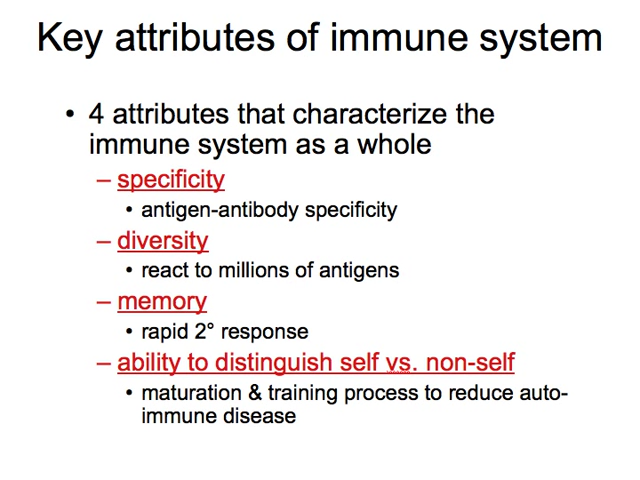 Key attributes of immune system
• 4 attributes that characterize the
immune system as a whole
– specificity
• antigen-antibody specificity
– diversity
• react to millions of antigens
– memory
• rapid 2° response
– ability to distinguish self vs. non-self
• maturation & training process to reduce auto-
immune disease